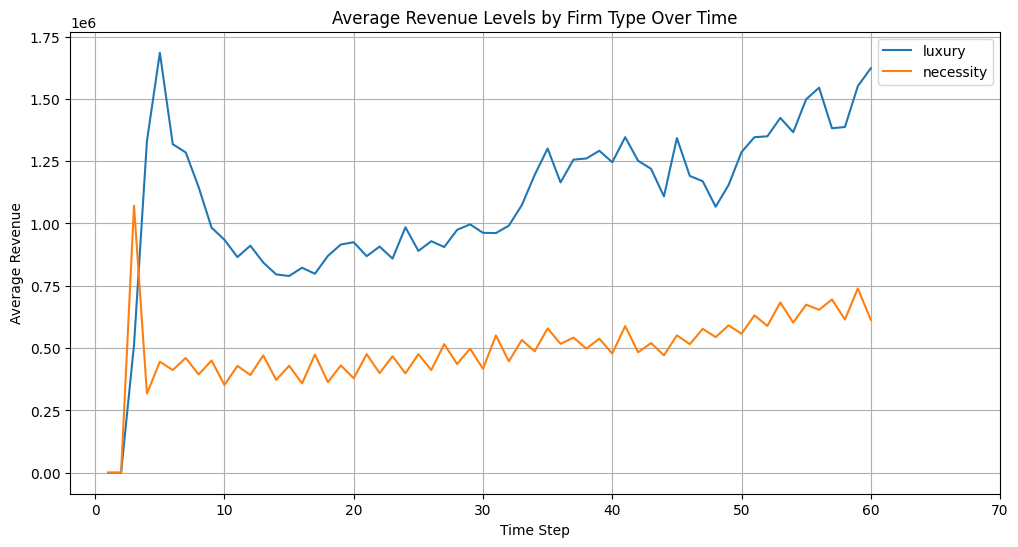 Average Revenue Levels by Firm Type Over Time
1e6
1.75
1.50
1.25
1.00
0.75
0.50
0.25
0.00
Average Revenue
luxury
necessity
0 10 20 30 40 50 60 70
Time Step